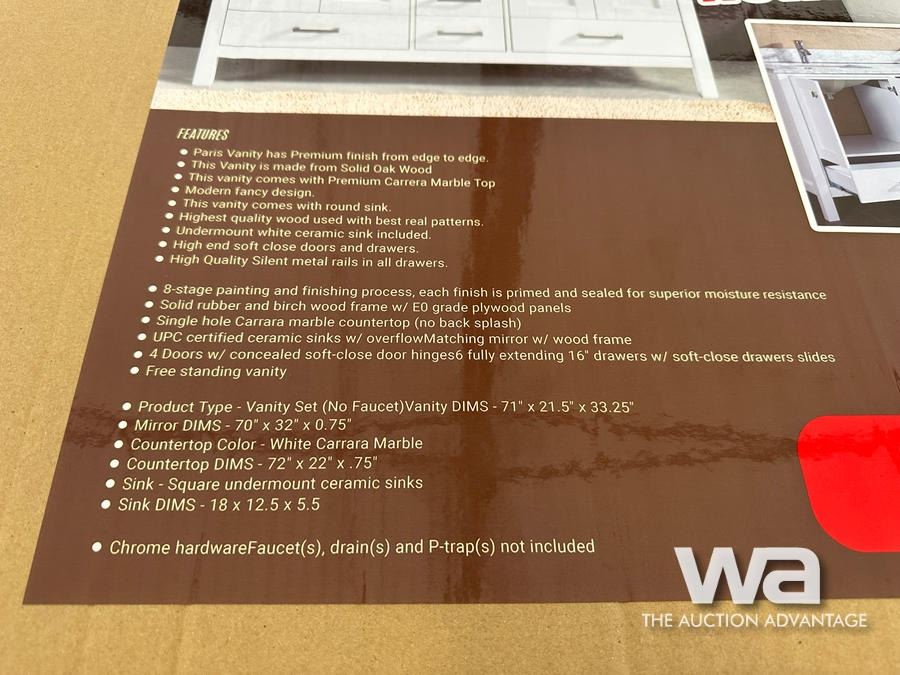 FEATURES
Paris Vanity has Premium finish from edge to edge.
This Vanity is made from Solid Oak Wood
This vanity comes with Premium Carrera Marble Top
Modern fancy design.
This vanity comes with round sink.
Highest quality wood used with best real patterns.
Undermount white ceramic sink included.
High end soft close doors and drawers.
High Quality Silent metal rails in all drawers.
8-stage painting and finishing process, each finish is primed and sealed for superior moisture resistance
Solid rubber and birch wood frame w/ E0 grade plywood panels
Single hole Carrara marble countertop (no back splash)
UPC certified ceramic sinks w/ overflowMatching mirror w/ wood frame
4 Doors w/ concealed soft-close door hinges6 fully extending 16" drawers w/ soft-close drawers slides
Free standing vanity
Product Type - Vanity Set (No Faucet)Vanity DIMS - 71" x 21.5" x 33.25"
Mirror DIMS - 70" x 32" x 0.75"
Countertop Color - White Carrara Marble
Countertop DIMS - 72" x 22" x .75"
Sink - Square undermount ceramic sinks
Sink DIMS - 18 x 12.5 x 5.5
Chrome hardwareFaucet(s), drain(s) and P-trap(s) not included
wa
THE AUCTION ADVANTAGE